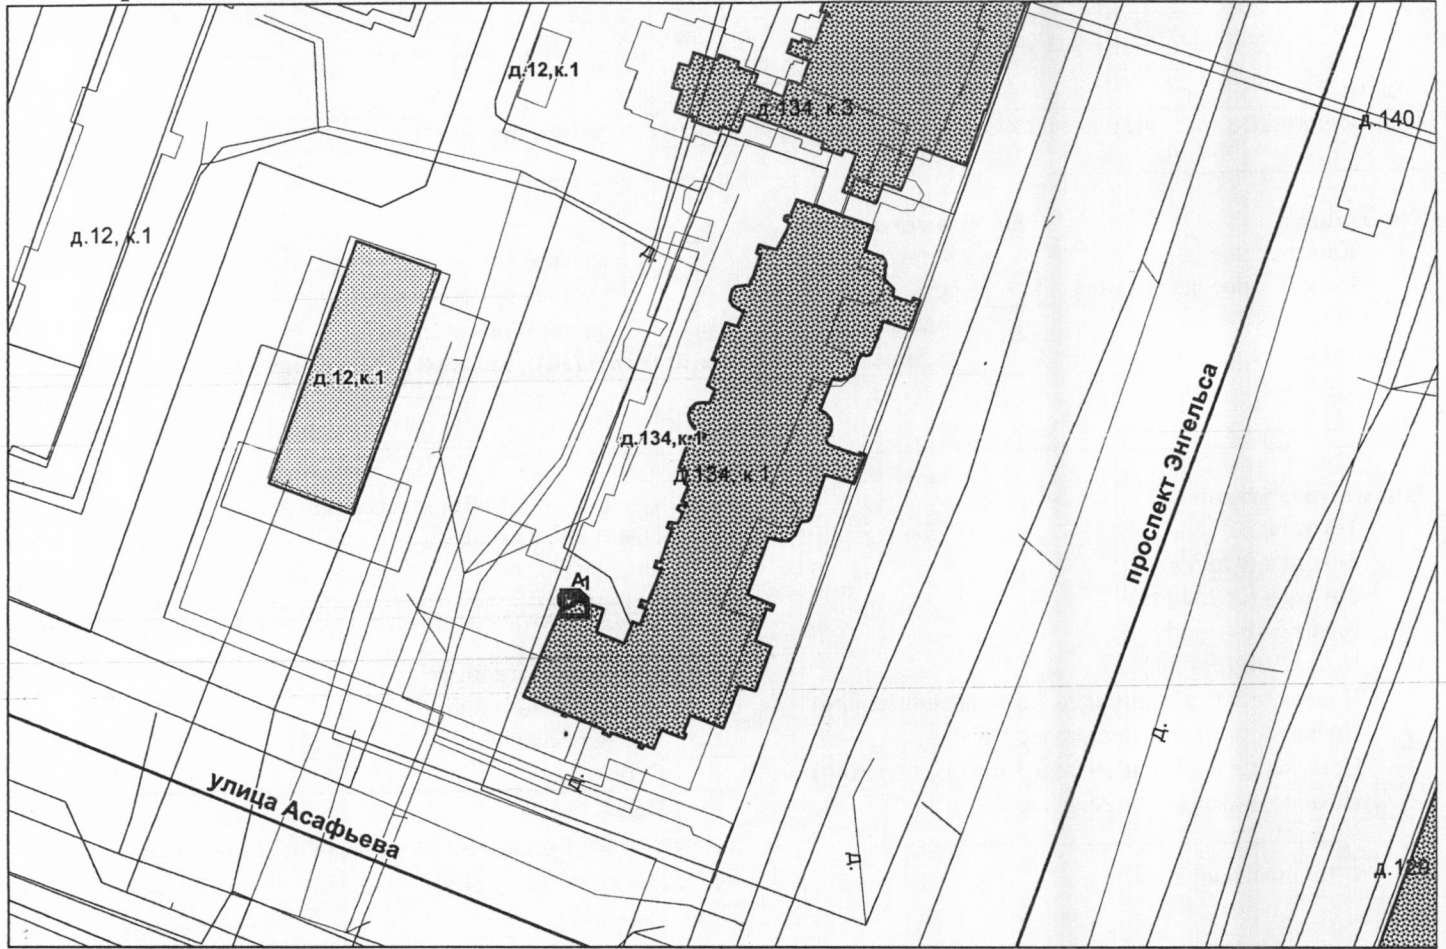 д.12,к.1
д.134, к.3
д.140
д.12, к.1
Д.
д.12,к.1
д.134,к.1
д.134, к 1
проспект Энгельса
А1
Д.
Д.
улица Асафьева
Д.